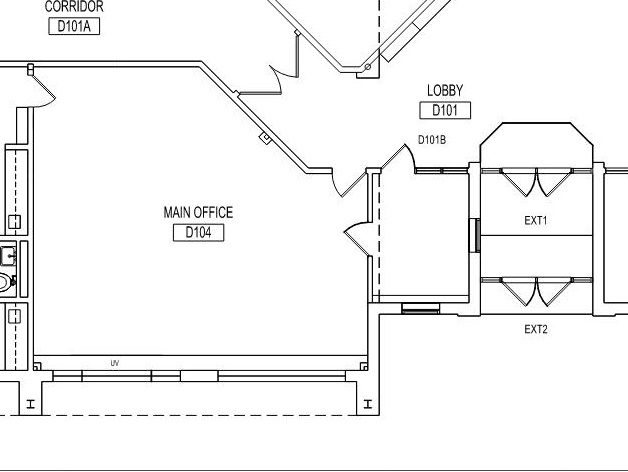 CORRIDOR
D101A
LOBBY
D101
D101B
MAIN OFFICE
D104
EXT1
EXT2
UV